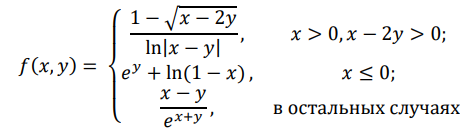 f(x, y) = { (1 − √(x − 2y)) / ln|x − y|, x > 0, x − 2y > 0;
e^y + ln(1 − x), x ≤ 0;
(x − y) / e^(x+y), в остальных случаях